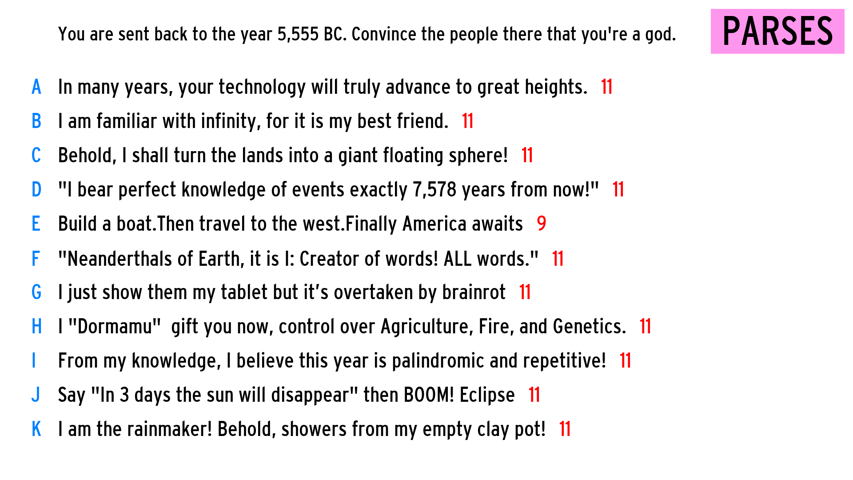 You are sent back to the year 5,555 BC. Convince the people there that you're a god.
PARSES
A In many years, your technology will truly advance to great heights. 11
B I am familiar with infinity, for it is my best friend. 11
C Behold, I shall turn the lands into a giant floating sphere! 11
D "I bear perfect knowledge of events exactly 7,578 years from now!" 11
E Build a boat.Then travel to the west.Finally America awaits 9
F "Neanderthals of Earth, it is I: Creator of words! ALL words." 11
G I just show them my tablet but it’s overtaken by brainrot 11
H I "Dormamu"  gift you now, control over Agriculture, Fire, and Genetics. 11
I From my knowledge, I believe this year is palindromic and repetitive! 11
J Say "In 3 days the sun will disappear" then BOOM! Eclipse 11
K I am the rainmaker! Behold, showers from my empty clay pot! 11